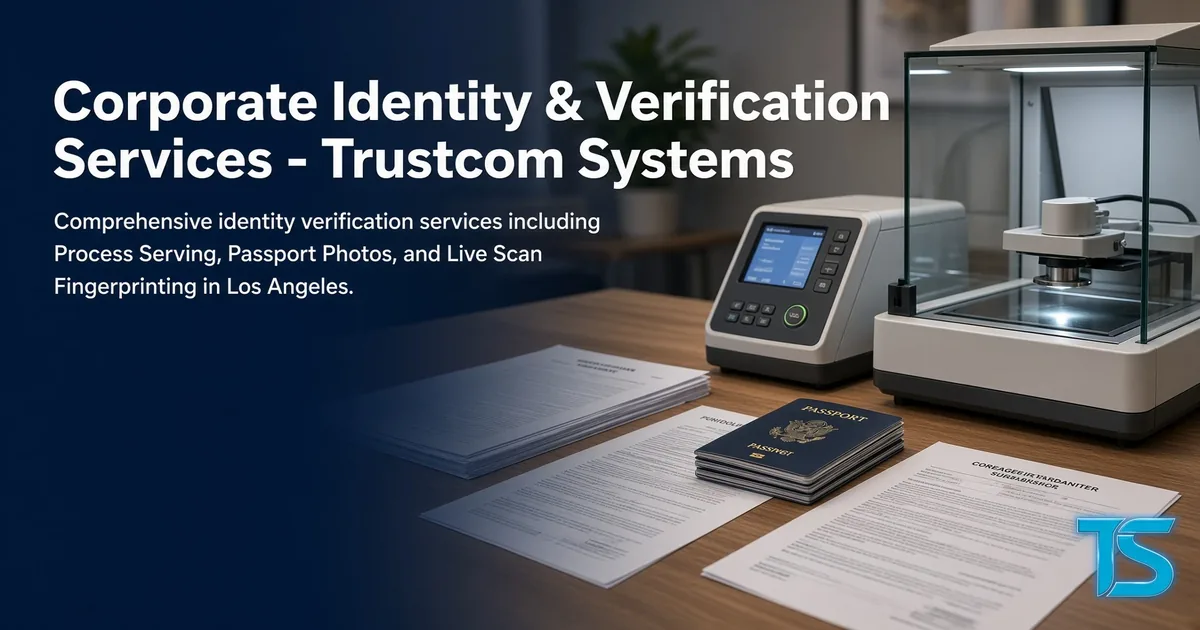 Corporate Identity & Verification
Services - Trustcom Systems
Comprehensive identity verification services including
Process Serving, Passport Photos, and Live Scan
Fingerprinting in Los Angeles.
PASSPORT
TS